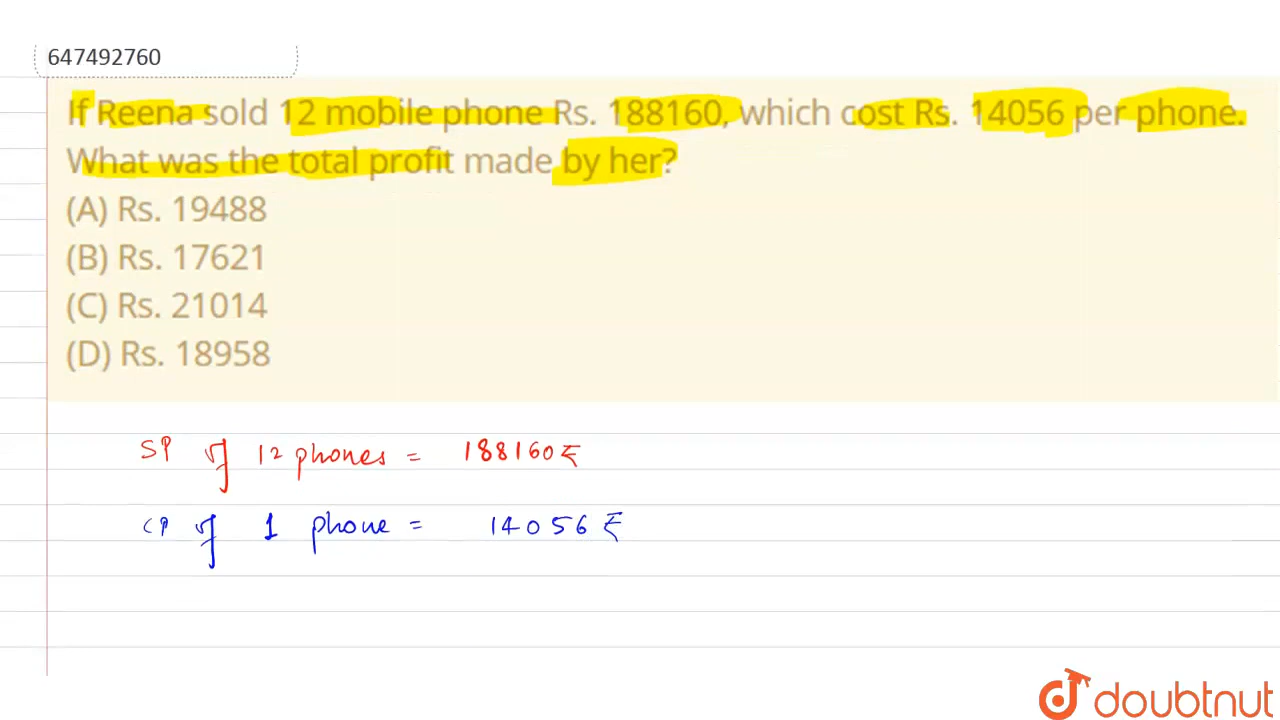 647492760
If Reena sold 12 mobile phone Rs. 188160, which cost Rs. 14056 per phone.
What was the total profit made by her?
(A) Rs. 19488
(B) Rs. 17621
(C) Rs. 21014
(D) Rs. 18958
SP of 12 phones = 188160₹
CP of 1 phone = 14056₹
doubtnut